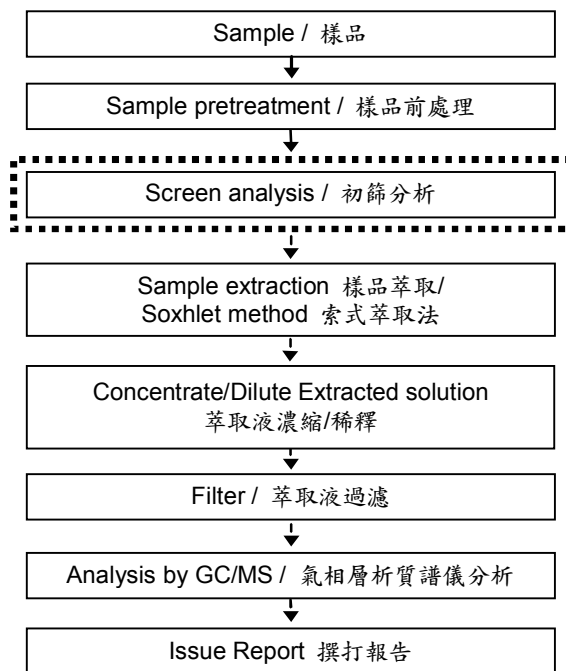 Sample / 樣品
Sample pretreatment / 樣品前處理
Screen analysis / 初篩分析
Sample extraction 樣品萃取/
Soxhlet method 索式萃取法
Concentrate/Dilute Extracted solution
萃取液濃縮/稀釋
Filter / 萃取液過濾
Analysis by GC/MS / 氣相層析質譜儀分析
Issue Report 撰打報告